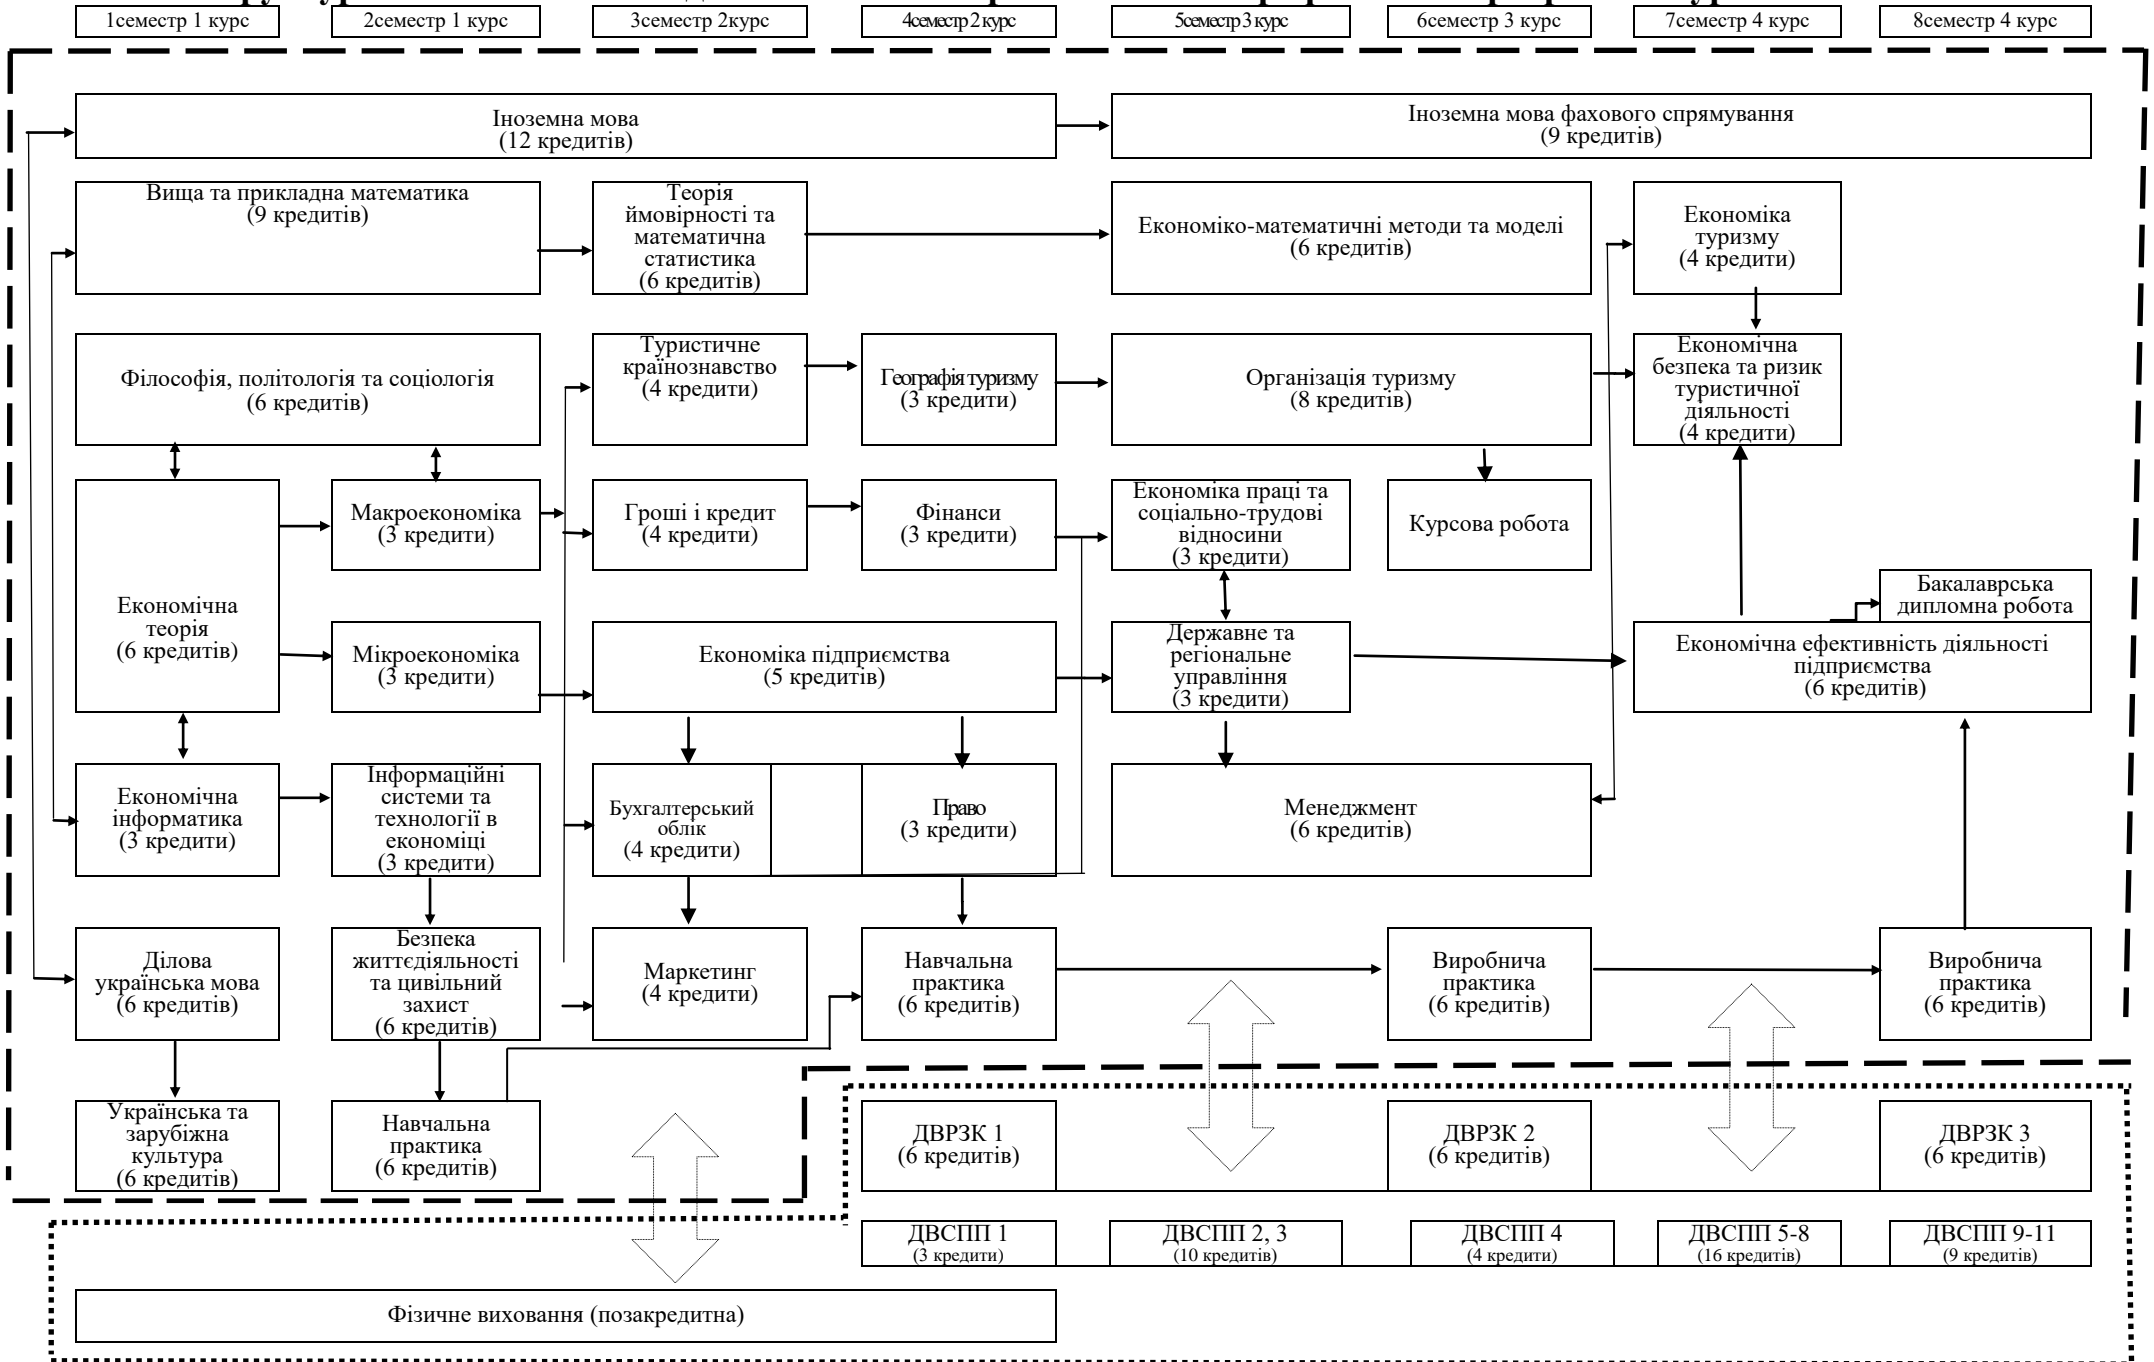 1семестр 1 курс
2семестр 1 курс
3семестр 2курс
4семестр 2 курс
5семестр 3 курс
6семестр 3 курс
7семестр 4 курс
8семестр 4 курс
Іноземна мова
(12 кредитів)
Іноземна мова фахового спрямування
(9 кредитів)
Вища та прикладна математика
(9 кредитів)
Теорія
ймовірності та
математична
статистика
(6 кредитів)
Економіко-математичні методи та моделі
(6 кредитів)
Економіка
туризму
(4 кредити)
Філософія, політологія та соціологія
(6 кредитів)
Туристичне
країнознавство
(4 кредити)
Географія туризму
(3 кредити)
Організація туризму
(8 кредитів)
Економічна
безпека та ризик
туристичної
діяльності
(4 кредити)
Економічна
теорія
(6 кредитів)
Макроекономіка
(3 кредити)
Гроші і кредит
(4 кредити)
Фінанси
(3 кредити)
Економіка праці та
соціально-трудові
відносини
(3 кредити)
Курсова робота
Бакалаврська
дипломна робота
Мікроекономіка
(3 кредити)
Економіка підприємства
(5 кредитів)
Державне та
регіональне
управління
(3 кредити)
Економічна ефективність діяльності
підприємства
(6 кредитів)
Економічна
інформатика
(3 кредити)
Інформаційні
системи та
технології в
економіці
(3 кредити)
Бухгалтерський
облік
(4 кредити)
Право
(3 кредити)
Менеджмент
(6 кредитів)
Ділова
українська мова
(6 кредитів)
Безпека
життєдіяльності
та цивільний
захист
(6 кредитів)
Маркетинг
(4 кредити)
Навчальна
практика
(6 кредитів)
Виробнича
практика
(6 кредитів)
Виробнича
практика
(6 кредитів)
Українська та
зарубіжна
культура
(6 кредитів)
Навчальна
практика
(6 кредитів)
ДВРЗК 1
(6 кредитів)
ДВРЗК 2
(6 кредитів)
ДВРЗК 3
(6 кредитів)
ДВСПП 1
(3 кредити)
ДВСПП 2, 3
(10 кредитів)
ДВСПП 4
(4 кредити)
ДВСПП 5-8
(16 кредитів)
ДВСПП 9-11
(9 кредитів)
Фізичне виховання (позакредитна)